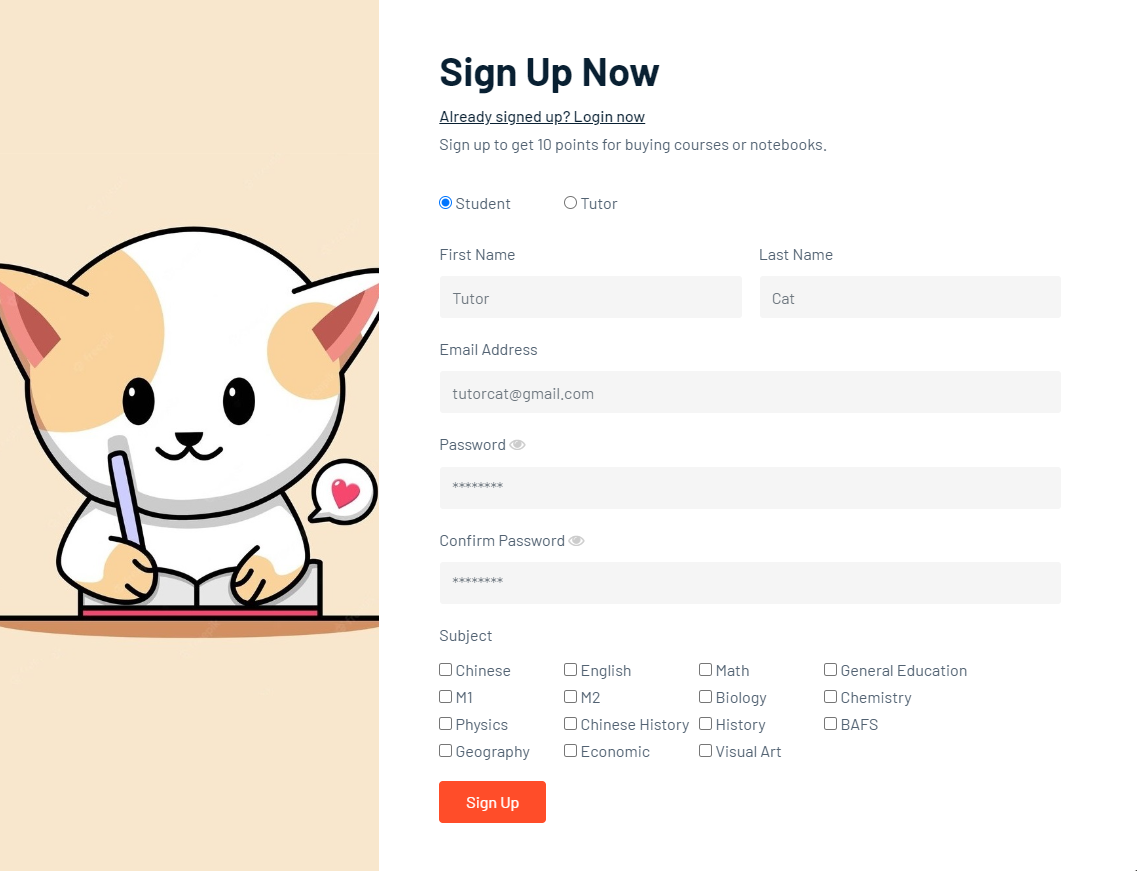 Sign Up Now
Already signed up? Login now
Sign up to get 10 points for buying courses or notebooks.
Student Tutor
First Name Last Name
Tutor Cat
Email Address
tutorcat@gmail.com
Password
********
Confirm Password
********
Subject
Chinese English Math General Education
M1 M2 Biology Chemistry
Physics Chinese History History BAFS
Geography Economic Visual Art
Sign Up